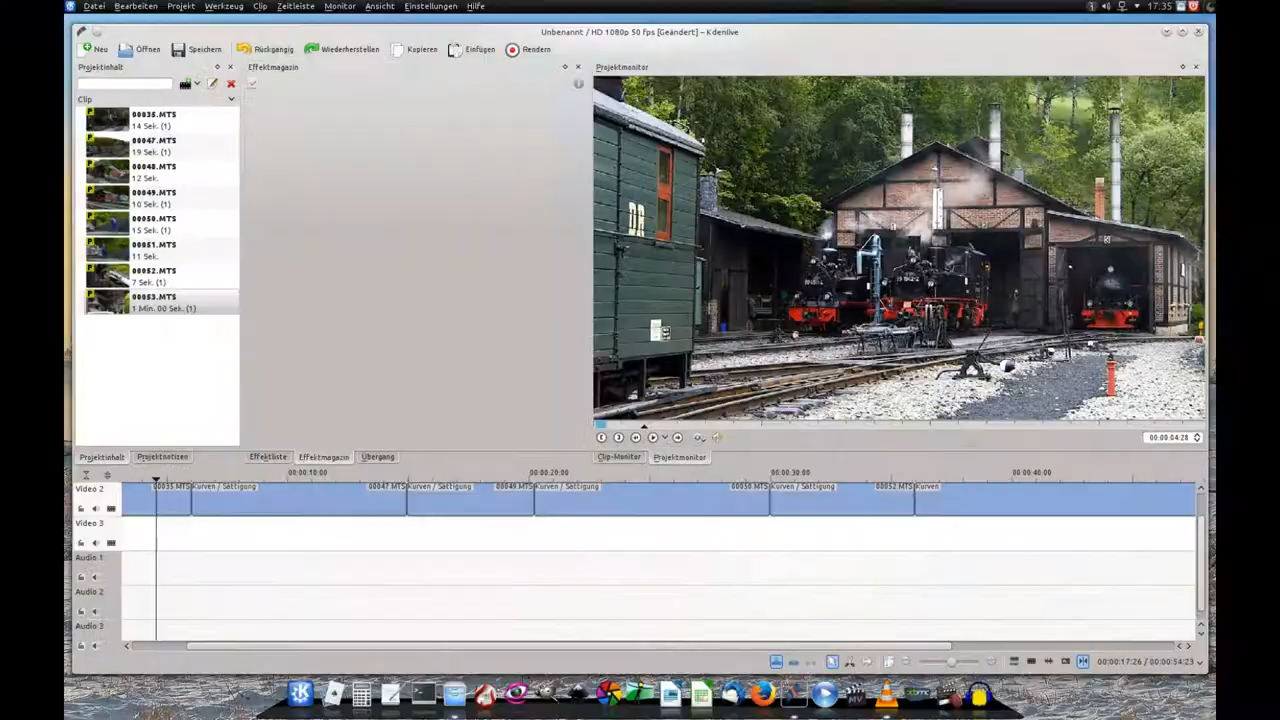 Datei Bearbeiten Projekt Werkzeug Clip Zeitleiste Monitor Ansicht Einstellungen Hilfe 17:35
Unbenannt / HD 1080p 50 fps [Geändert] – Kdenlive
Neu Öffnen Speichern Rückgängig Wiederherstellen Kopieren Einfügen Rendern
Projektinhalt Effektmagazin Projektmonitor
Clip
00035.MTS
14 Sek. (1)
00047.MTS
19 Sek. (1)
00048.MTS
12 Sek.
00049.MTS
10 Sek. (1)
00050.MTS
15 Sek. (1)
00051.MTS
11 Sek.
00052.MTS
7 Sek. (1)
00053.MTS
1 Min. 00 Sek. (1)
DR
00:00:04:28
Projektinhalt Projektnotizen Effektliste Effektmagazin Übergang Clip-Monitor Projektmonitor
00:00:10:00 00:00:20:00 00:00:30:00 00:00:40:00
Video 2 00035.MTS Kurven / Sättigung 00047.MTS Kurven / Sättigung 00049.MTS Kurven / Sättigung 00050.MTS Kurven / Sättigung 00052.MTS Kurven
Video 3
Audio 1
Audio 2
Audio 3
00:00:17:26 / 00:00:54:23